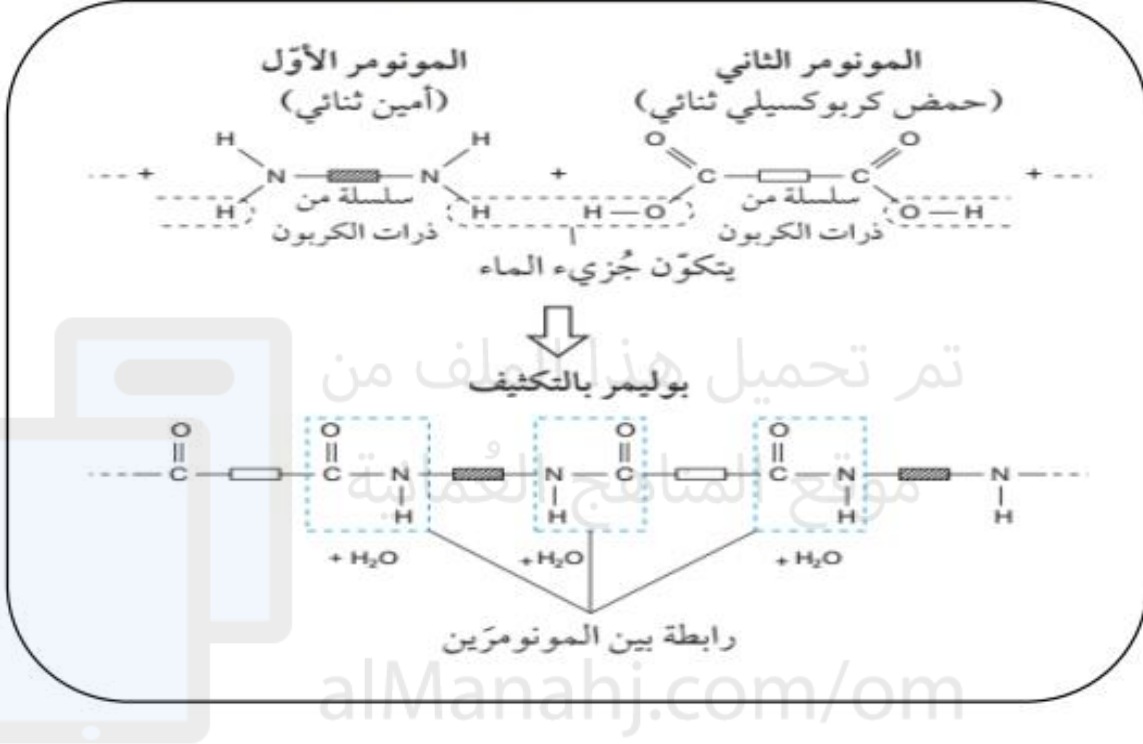 المونومر الأوّل
(أمين ثنائي)
المونومر الثاني
(حمض كربوكسيلي ثنائي)
H H O O
--- + N N + C C + ---
H H H — O O — H
سلسلة من
ذرات الكربون
سلسلة من
ذرات الكربون
يتكوّن جُزيء الماء
تم تحميل هذا الملف من
بوليمر بالتكثيف
O O O O
C C N N C C N N
H H H H
موقع المناهج العُمانية
+ H₂O + H₂O + H₂O
رابطة بين المونومرَين
alManahj.com/om